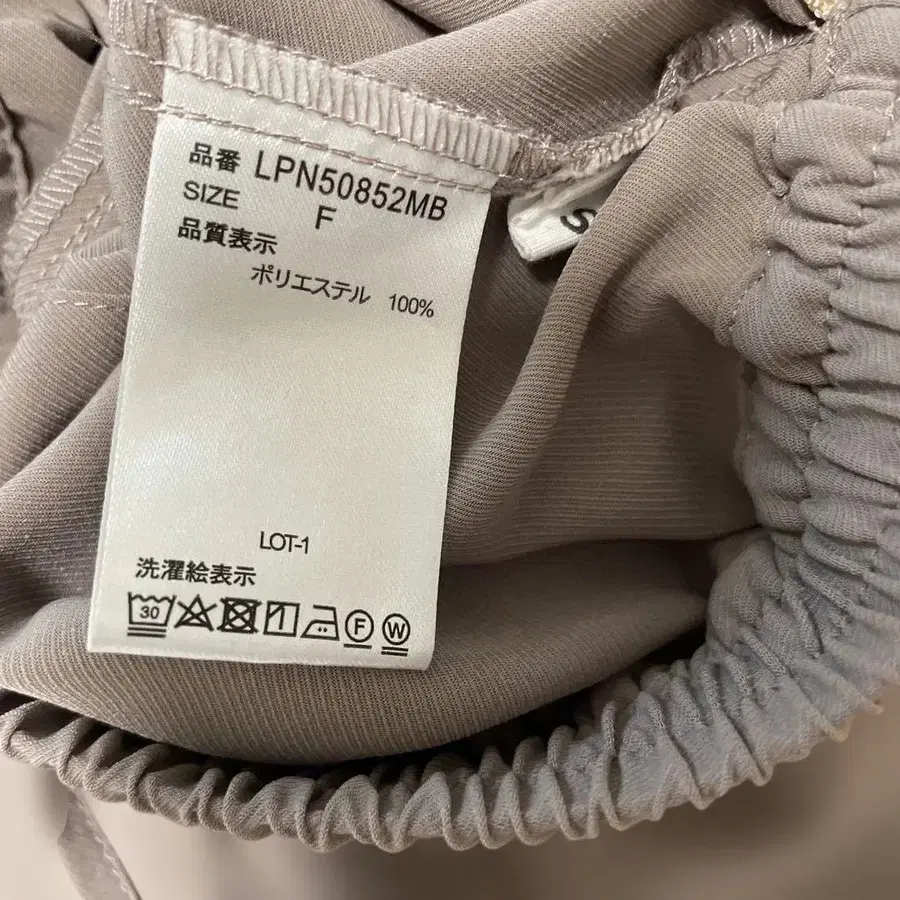 品番 LPN50852MB
SIZE F
品質表示
ポリエステル 100%
LOT-1
洗濯絵表示
30 F W
S